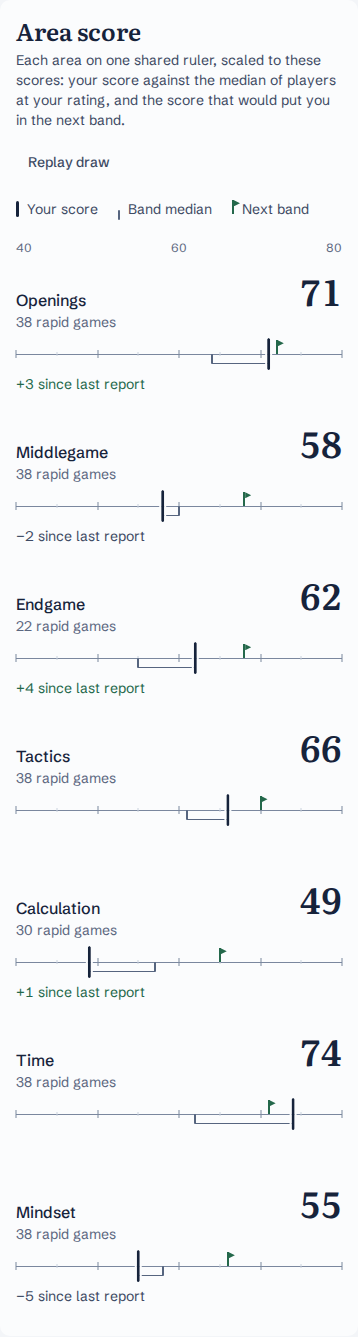 Area score
Each area on one shared ruler, scaled to these
scores: your score against the median of players
at your rating, and the score that would put you
in the next band.
Replay draw
Your score Band median Next band
40 60 80
Openings 71
38 rapid games
+3 since last report
Middlegame 58
38 rapid games
−2 since last report
Endgame 62
22 rapid games
+4 since last report
Tactics 66
38 rapid games
Calculation 49
30 rapid games
+1 since last report
Time 74
38 rapid games
Mindset 55
38 rapid games
−5 since last report